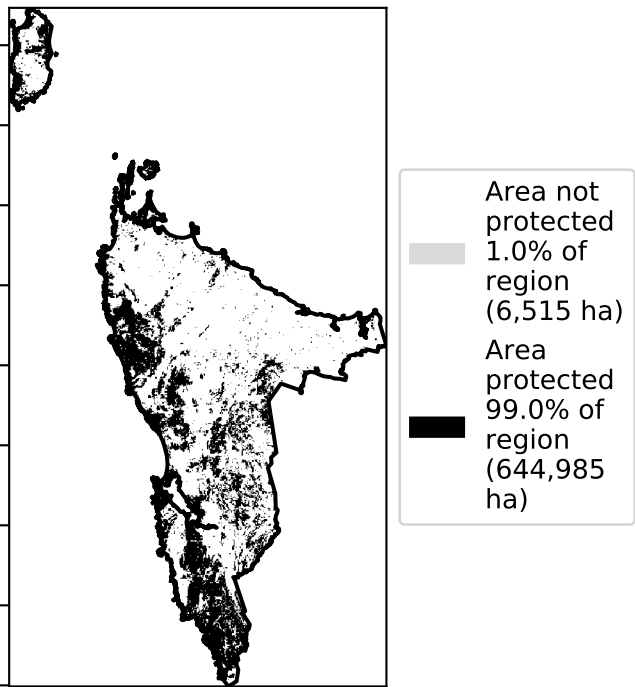 Area not
protected
1.0% of
region
(6,515 ha)
Area
protected
99.0% of
region
(644,985
ha)